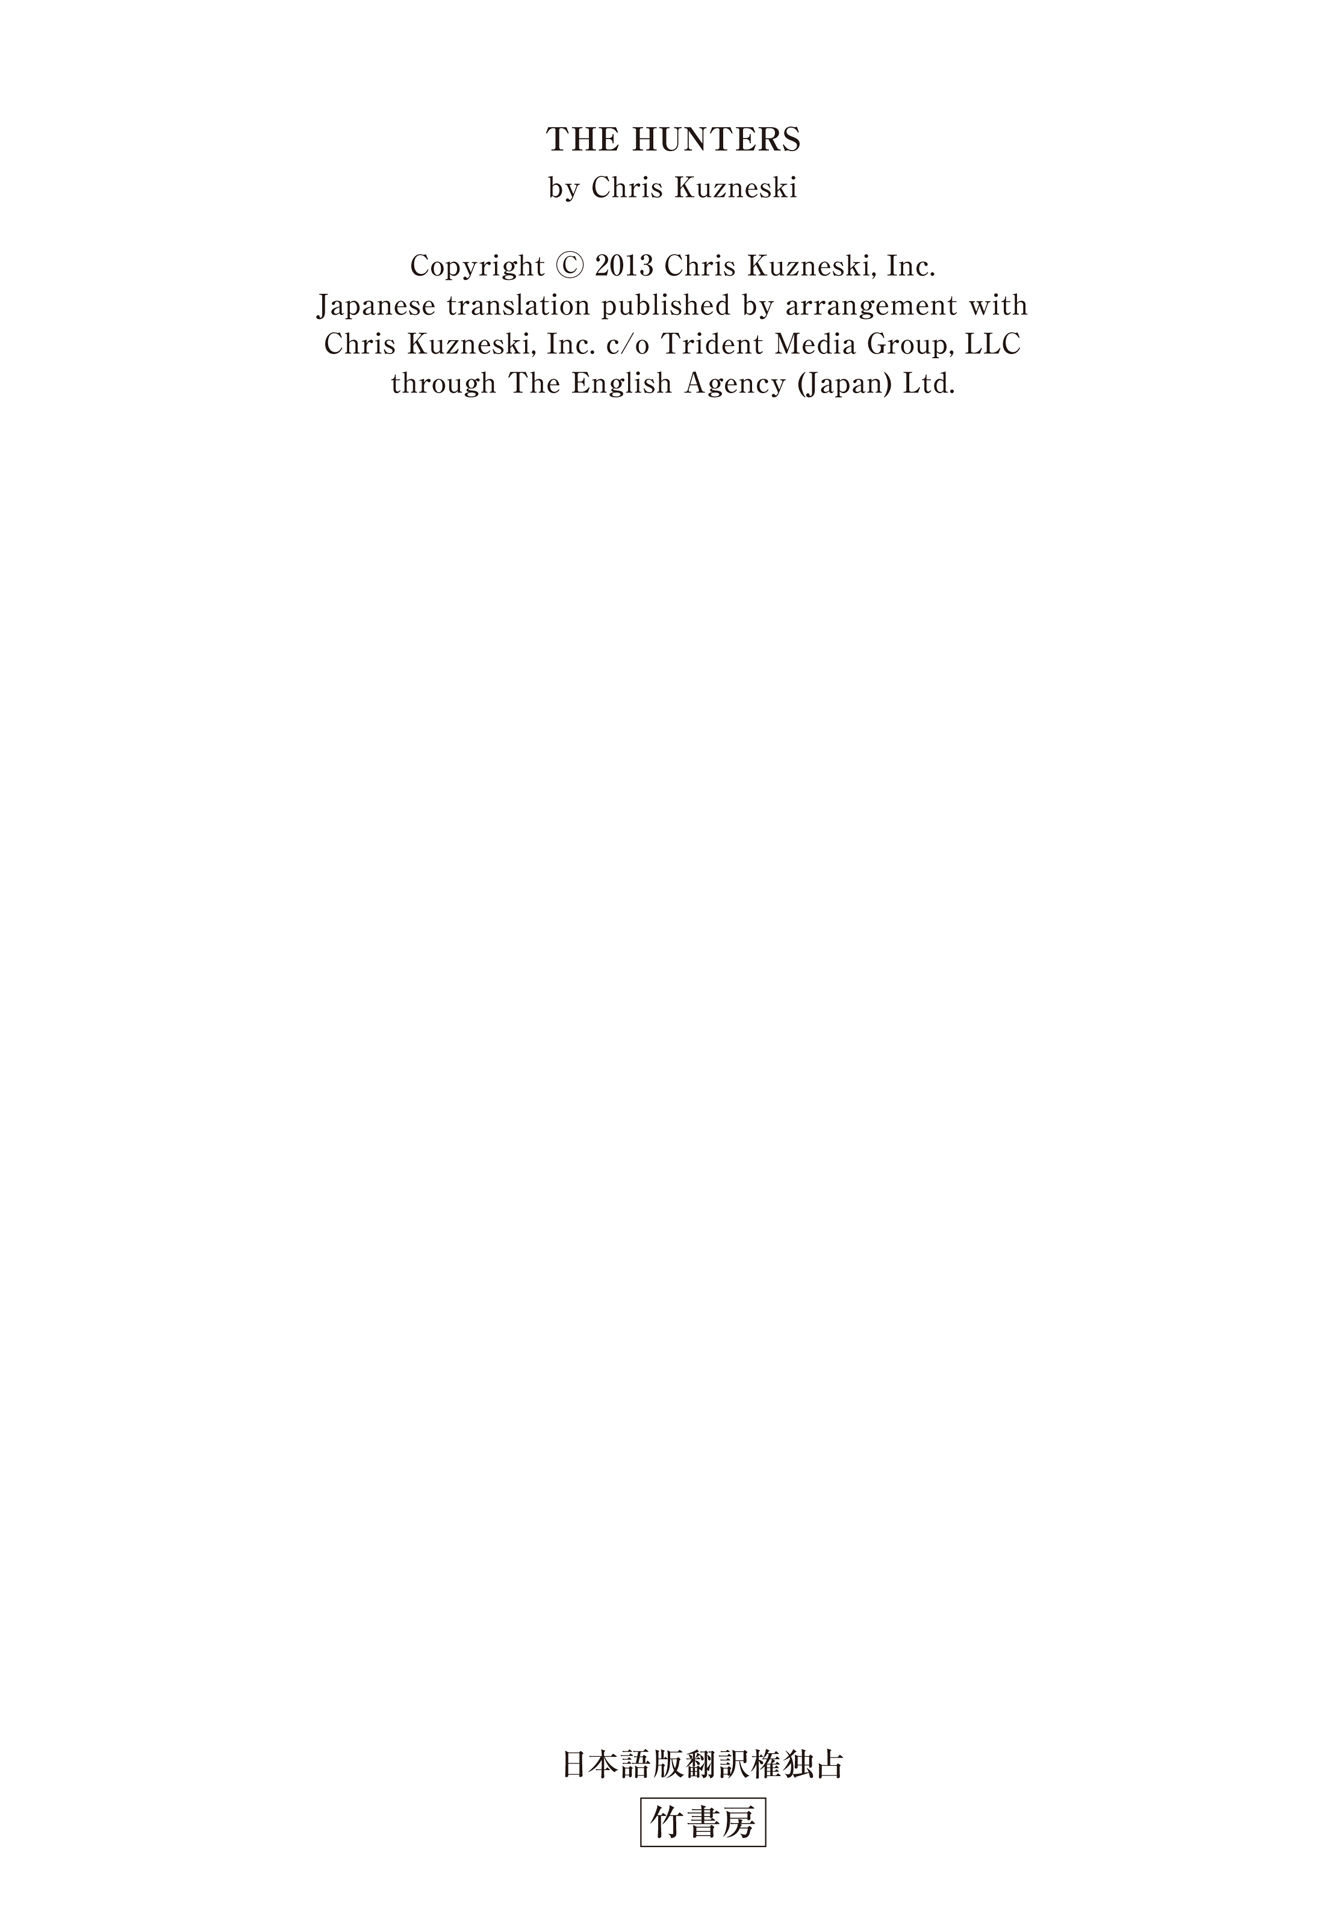 THE HUNTERS
by Chris Kuzneski
Copyright Ⓒ 2013 Chris Kuzneski, Inc.
Japanese translation published by arrangement with
Chris Kuzneski, Inc. c/o Trident Media Group, LLC
through The English Agency (Japan) Ltd.
日本語版翻訳権独占
竹書房